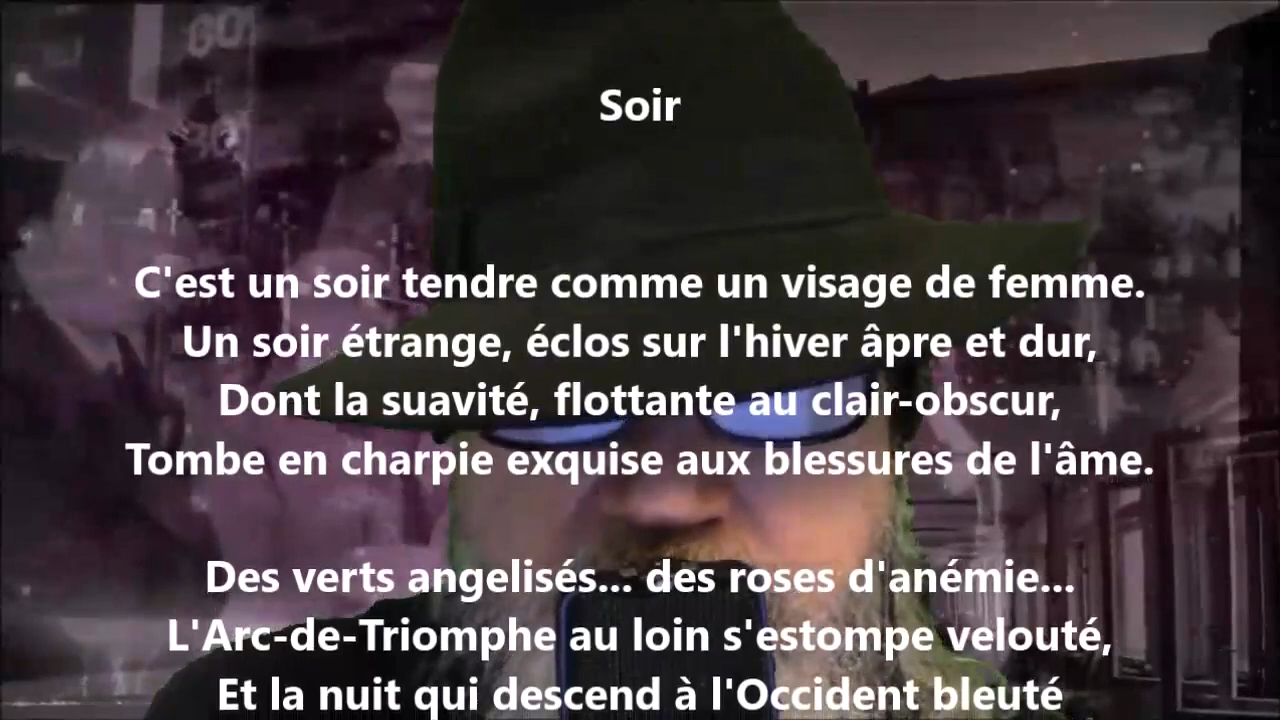 Soir
C'est un soir tendre comme un visage de femme.
Un soir étrange, éclos sur l'hiver âpre et dur,
Dont la suavité, flottante au clair-obscur,
Tombe en charpie exquise aux blessures de l'âme.
Des verts angelisés... des roses d'anémie...
L'Arc-de-Triomphe au loin s'estompe velouté,
Et la nuit qui descend à l'Occident bleuté